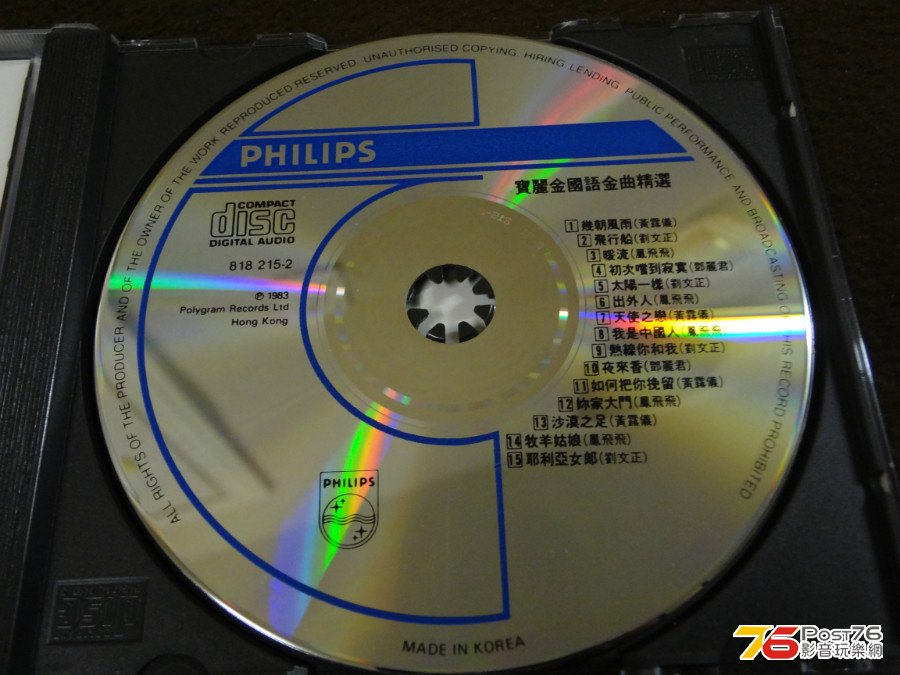 ALL RIGHTS OF THE PRODUCER AND OF THE OWNER OF THE WORK REPRODUCED RESERVED. UNAUTHORISED COPYING. HIRING. LENDING. PUBLIC PERFORMANCE AND BROADCASTING OF THIS RECORD PROHIBITED
PHILIPS
寶麗金國語金曲精選
COMPACT
disc
DIGITAL AUDIO
818 215-2
℗ 1983
Polygram Records Ltd
Hong Kong
1 幾朝風雨(黃露儀)
2 飛行船(劉文正)
3 暖流(鳳飛飛)
4 初次嚐到寂寞(鄧麗君)
5 太陽一樣(劉文正)
6 出外人(鳳飛飛)
7 天使之戀(黃露儀)
8 我是中國人(鳳飛飛)
9 熱線你和我(劉文正)
10 夜來香(鄧麗君)
11 如何把你挽留(黃露儀)
12 妳家大門(鳳飛飛)
13 沙漠之足(黃露儀)
14 牧羊姑娘(鳳飛飛)
15 耶利亞女郎(劉文正)
PHILIPS
MADE IN KOREA
76 Post76
影音玩樂網